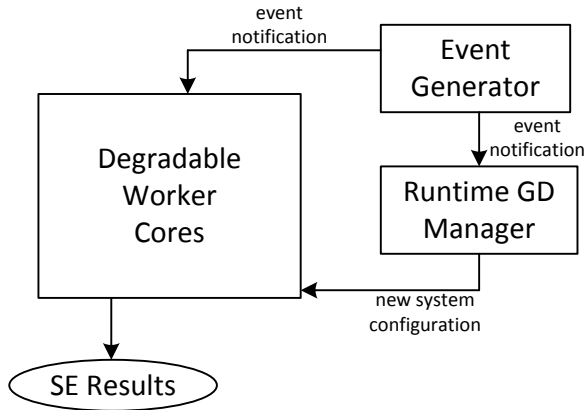 event
notification
Event
Generator
event
notification
Degradable
Worker
Cores
Runtime GD
Manager
new system
configuration
SE Results